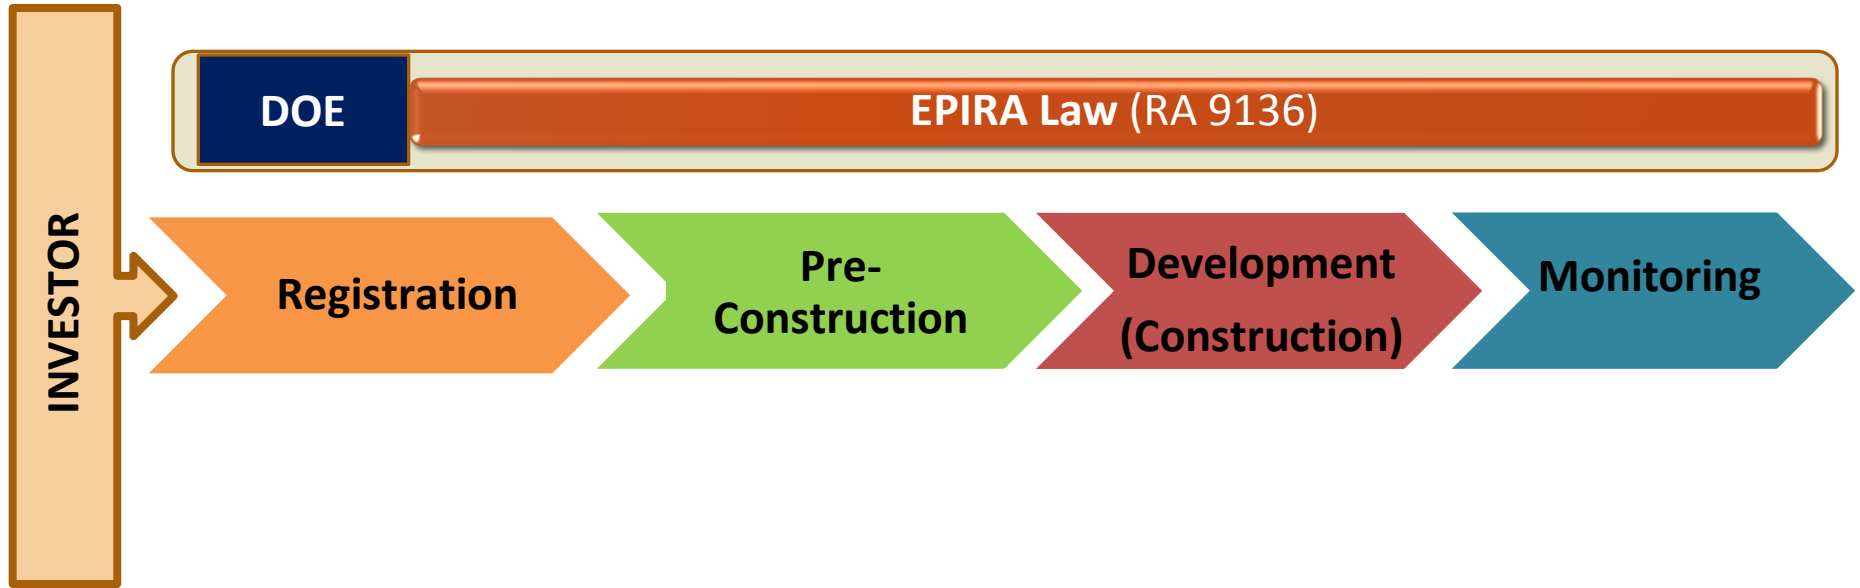 INVESTOR
DOE
EPIRA Law (RA 9136)
Registration
Pre-
Construction
Development
(Construction)
Monitoring